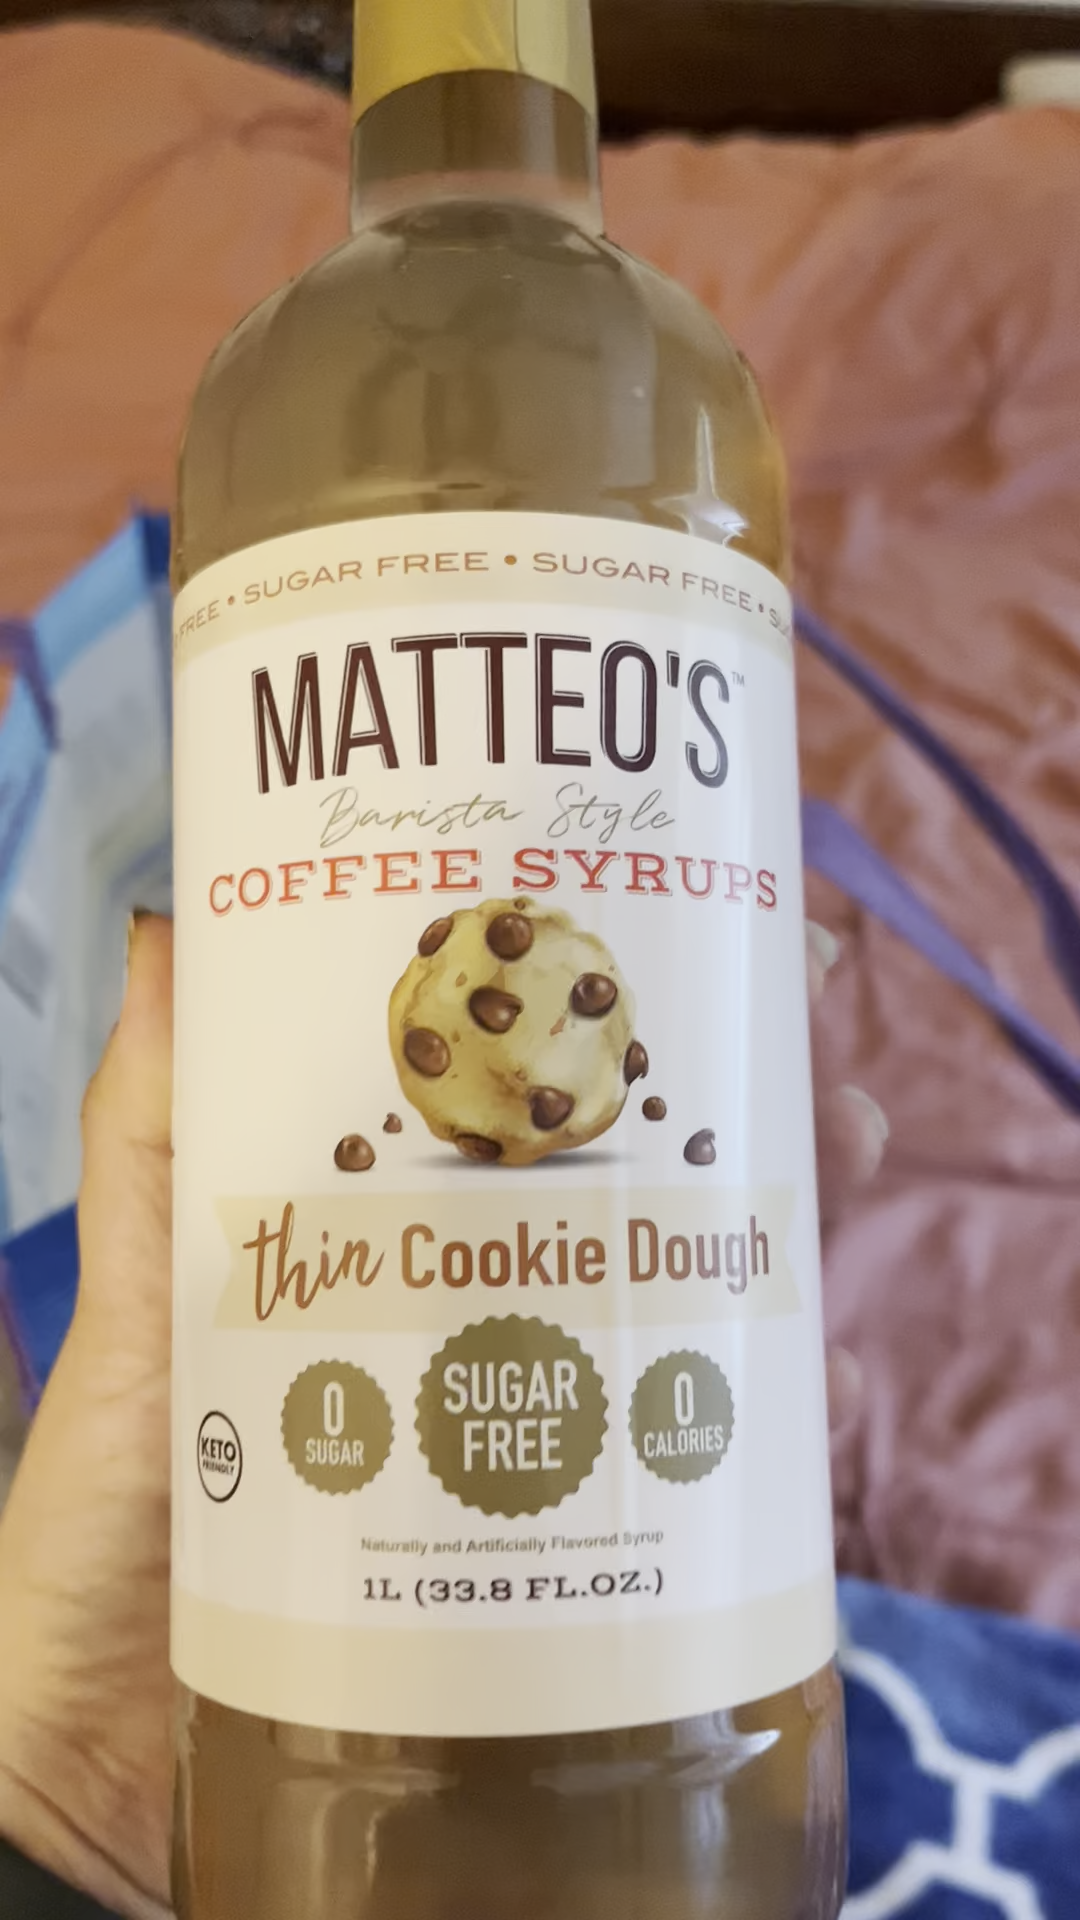 FREE • SUGAR FREE • SUGAR FREE •
MATTEO'S™
Barista Style
COFFEE SYRUPS
thin Cookie Dough
0
SUGAR
SUGAR
FREE
0
CALORIES
KETO
FRIENDLY
Naturally and Artificially Flavored Syrup
1L (33.8 FL.OZ.)